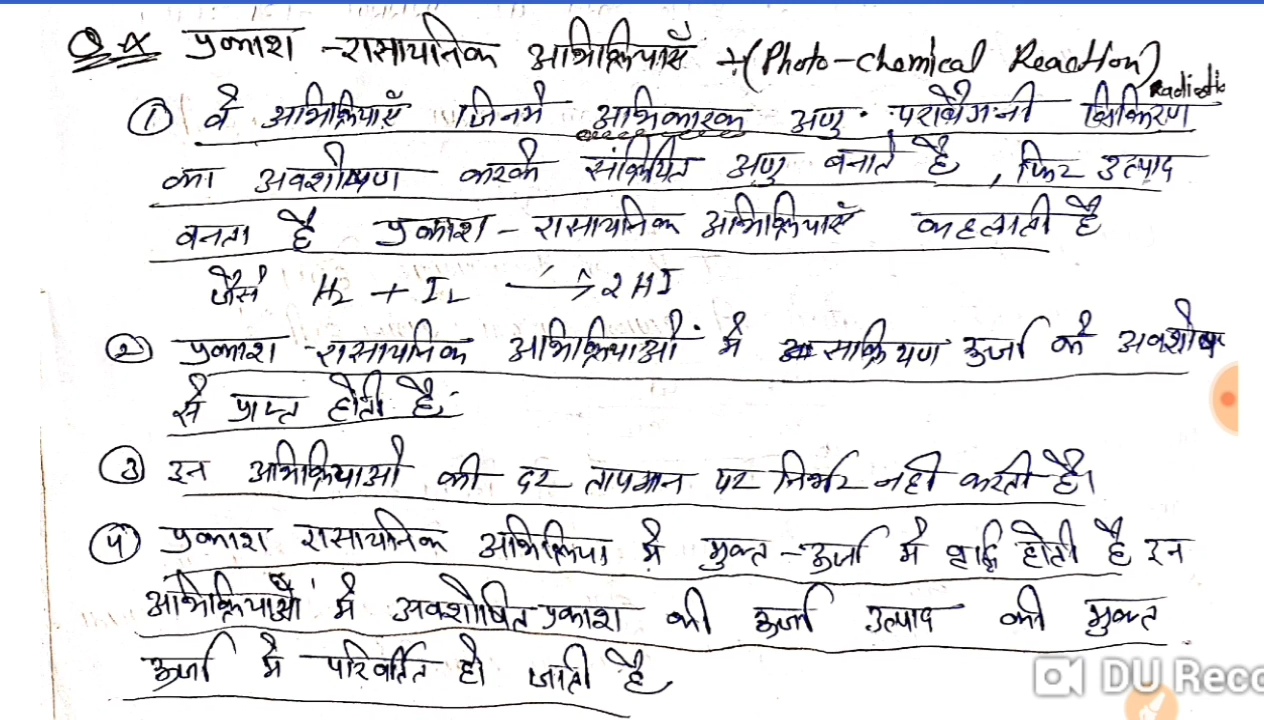 Q.4 प्रकाश-रासायनिक अभिक्रियाएँ ÷ (Photo-chemical Reaction)
Radiatio
① वे अभिक्रियाएँ जिनमे अभिकारक अणु पराबैगनी विकिरण
का अवशोषण करके संक्रियित अणु बनाते है, फिर उत्पाद
बनता है प्रकाश-रासायनिक अभिक्रियाएँ कहलाती है
जैसे H₂ + I₂ → 2HI
② प्रकाश-रासायनिक अभिक्रियाओं में सक्रियण ऊर्जा के अवशोषण
से प्राप्त होती है
③ इन अभिक्रियाओ की दर तापमान पर निर्भर नही करती है।
④ प्रकाश रासायनिक अभिक्रिया मे मुक्त-ऊर्जा में वृद्धि होती है इन
अभिक्रियाओं में अवशोषित प्रकाश की ऊर्जा उत्पाद की मुक्त
ऊर्जा मे परिवर्तित हो जाती है
DU Reco